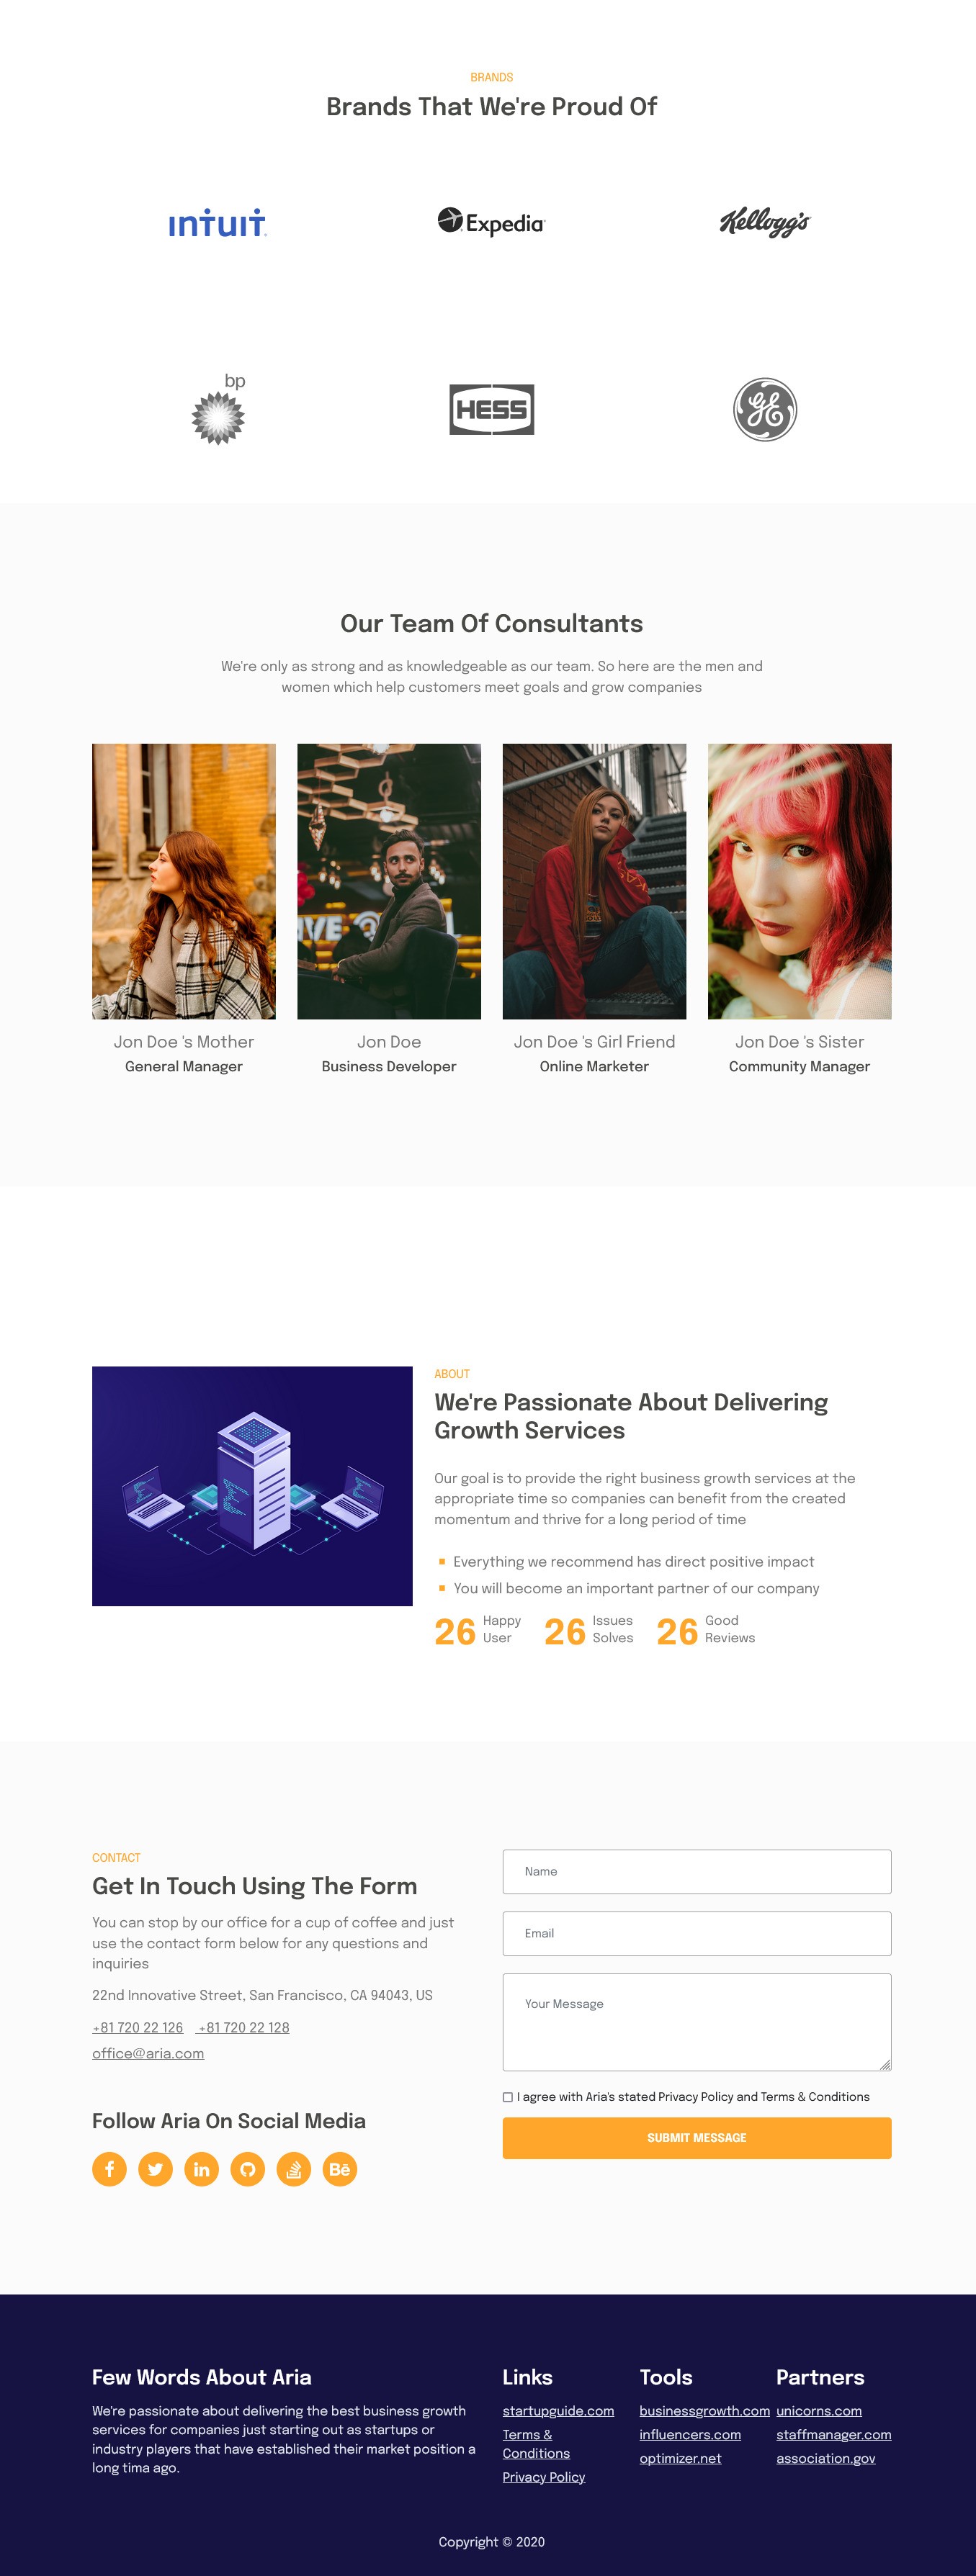 BRANDS
Brands That We're Proud Of
intuit
Expedia
Kellogg's
bp
HESS
GE
Our Team Of Consultants
We're only as strong and as knowledgeable as our team. So here are the men and
women which help customers meet goals and grow companies
Jon Doe 's Mother
General Manager
Jon Doe
Business Developer
Jon Doe 's Girl Friend
Online Marketer
Jon Doe 's Sister
Community Manager
ABOUT
We're Passionate About Delivering
Growth Services
Our goal is to provide the right business growth services at the
appropriate time so companies can benefit from the created
momentum and thrive for a long period of time
Everything we recommend has direct positive impact
You will become an important partner of our company
26 Happy User
26 Issues Solves
26 Good Reviews
CONTACT
Get In Touch Using The Form
You can stop by our office for a cup of coffee and just
use the contact form below for any questions and
inquiries
22nd Innovative Street, San Francisco, CA 94043, US
+81 720 22 126 +81 720 22 128
office@aria.com
Follow Aria On Social Media
Name
Email
Your Message
I agree with Aria's stated Privacy Policy and Terms & Conditions
SUBMIT MESSAGE
Few Words About Aria
We're passionate about delivering the best business growth
services for companies just starting out as startups or
industry players that have established their market position a
long tima ago.
Links
startupguide.com
Terms &
Conditions
Privacy Policy
Tools
businessgrowth.com
influencers.com
optimizer.net
Partners
unicorns.com
staffmanager.com
association.gov
Copyright © 2020